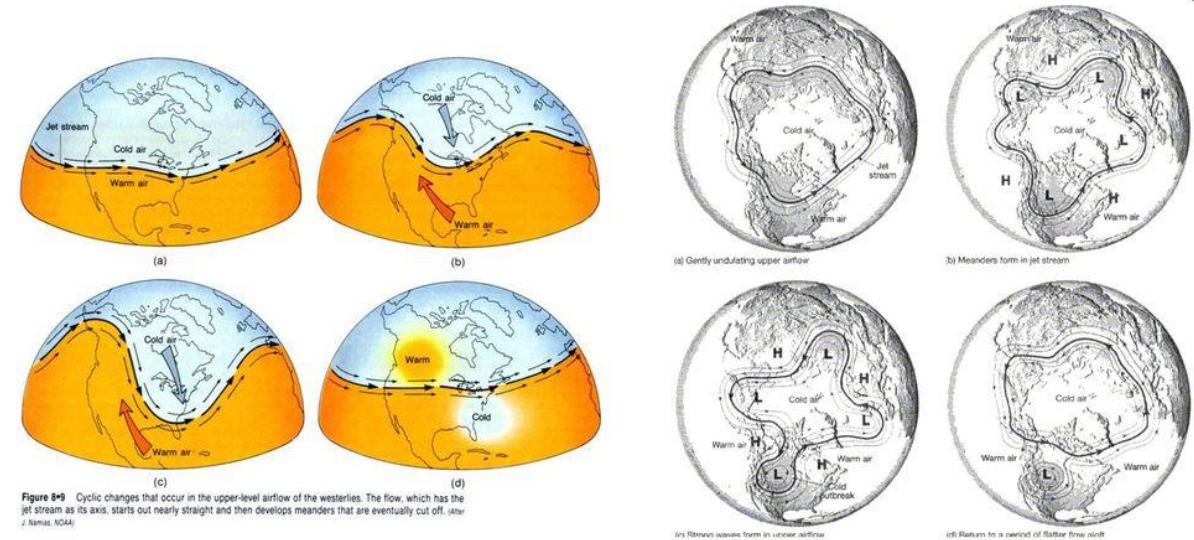 Jet stream
Cold air
Warm air
(a)
Cold air
Warm air
(b)
Cold air
Warm air
(c)
Warm
Cold
(d)
Figure 8•9 Cyclic changes that occur in the upper-level airflow of the westerlies. The flow, which has the
jet stream as its axis, starts out nearly straight and then develops meanders that are eventually cut off. (After
J. Namias, NOAA)
Warm air
Cold air
Jet
stream
Warm air
(a) Gently undulating upper airflow
Warm air
H
L
L
H
Cold air
L
H
L
H
Warm air
(b) Meanders form in jet stream
H
L
H
L
Cold air
L
Warm air
H
Warm air
H
L
Cold
outbreak
(c) Strong waves form in upper airflow
Cold air
Warm air
Warm air
L
(d) Return to a period of flatter flow aloft